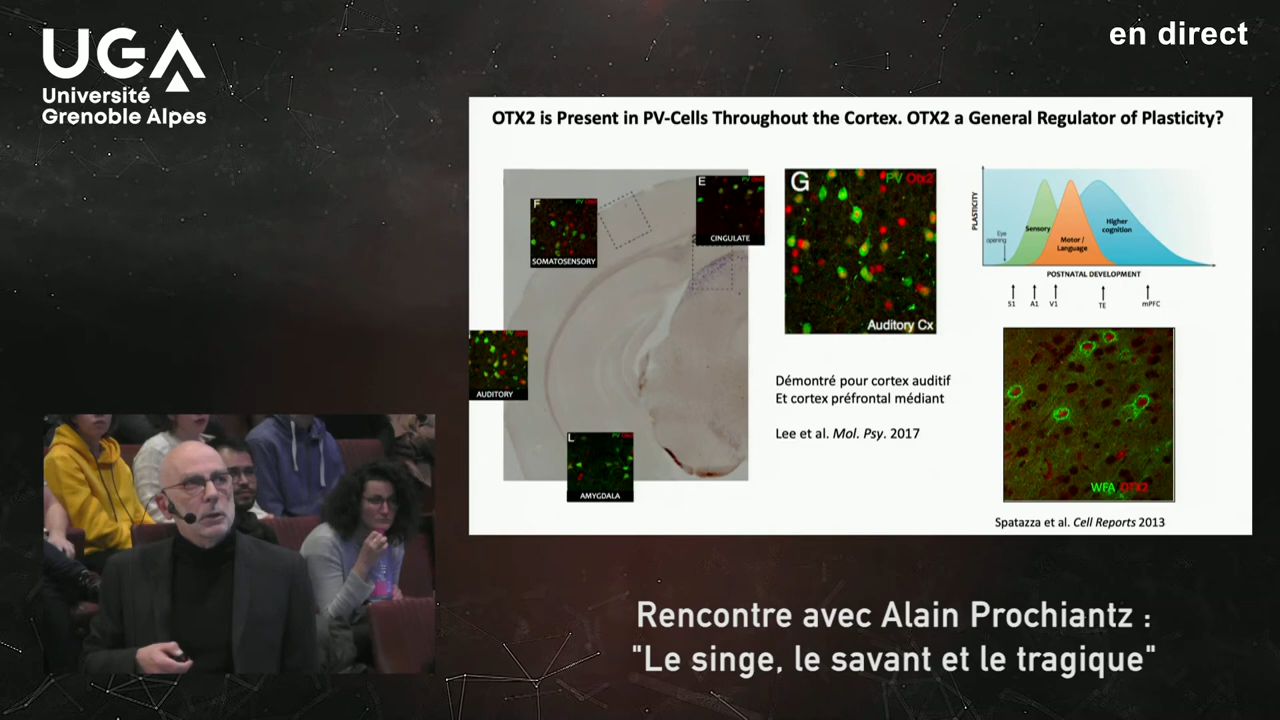 UGA
Université
Grenoble Alpes
en direct
OTX2 is Present in PV-Cells Throughout the Cortex. OTX2 a General Regulator of Plasticity?
F
SOMATOSENSORY
E
CINGULATE
AUDITORY
L
AMYGDALA
G
PV Otx2
Auditory Cx
Démontré pour cortex auditif
Et cortex préfrontal médiant
Lee et al. Mol. Psy. 2017
PLASTICITY
Eye
opening
Sensory
Motor /
Language
Higher
cognition
POSTNATAL DEVELOPMENT
S1 A1 V1 TE mPFC
WFA OTX2
Spatazza et al. Cell Reports 2013
Rencontre avec Alain Prochiantz :
"Le singe, le savant et le tragique"